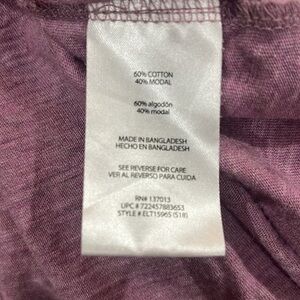 60% COTTON
40% MODAL
60% algodón
40% modal
MADE IN BANGLADESH
HECHO EN BANGLADESH
SEE REVERSE FOR CARE
VER AL REVERSO PARA CUIDA
RN# 137013
UPC # 722457883653
STYLE # ELT15965 (S18)